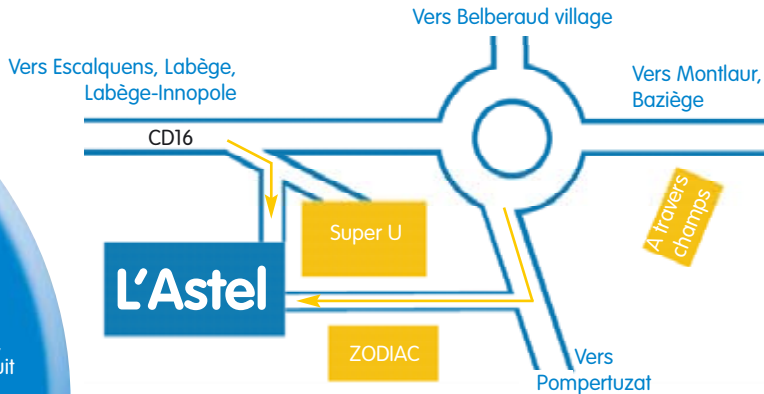 Vers Belberaud village
Vers Escalquens, Labège,
Labège-Innopole
Vers Montlaur,
Baziège
CD16
A travers
champs
Super U
L'Astel
ZODIAC
Vers
Pompertuzat